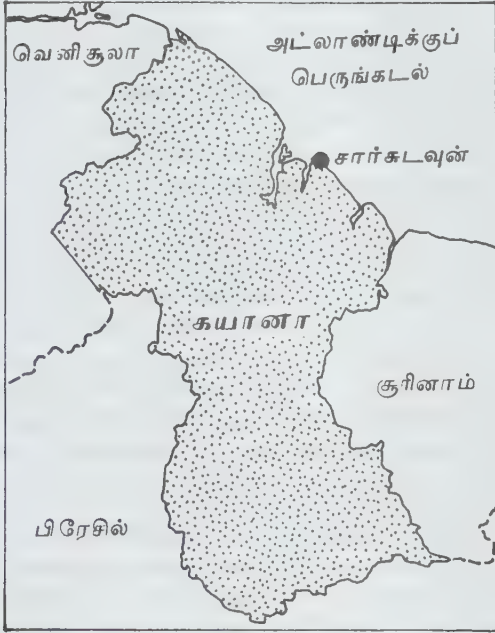 வெனிசூலா
அட்லாண்டிக்குப்
பெருங்கடல்
சார்சுடவுன்
கயானா
சூரினாம்
பிரேசில்